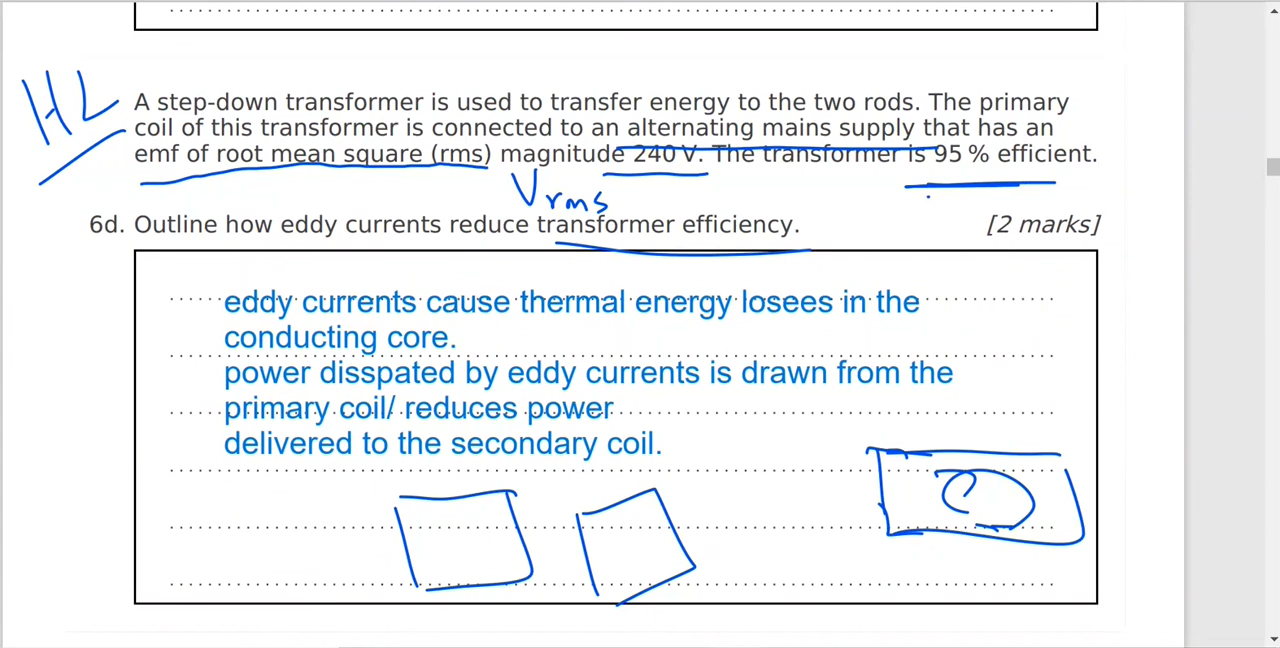 HL
A step-down transformer is used to transfer energy to the two rods. The primary
coil of this transformer is connected to an alternating mains supply that has an
emf of root mean square (rms) magnitude 240 V. The transformer is 95 % efficient.
Vrms
6d. Outline how eddy currents reduce transformer efficiency. [2 marks]
eddy currents cause thermal energy losees in the
conducting core.
power disspated by eddy currents is drawn from the
primary coil/ reduces power
delivered to the secondary coil.